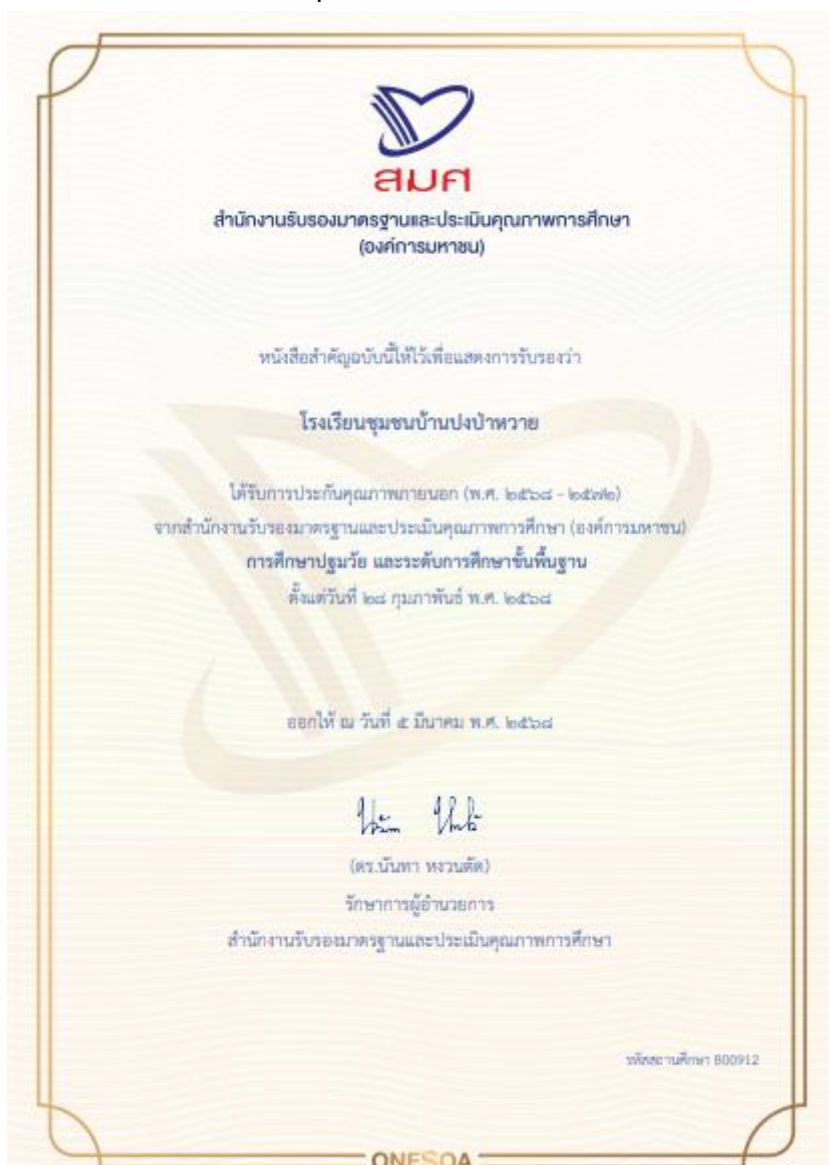 สมศ
สำนักงานรับรองมาตรฐานและประเมินคุณภาพการศึกษา
(องค์การมหาชน)
หนังสือสำคัญฉบับนี้ให้ไว้เพื่อแสดงการรับรองว่า
โรงเรียนชุมชนบ้านปงป่าหวาย
ได้รับการประกันคุณภาพภายนอก (พ.ศ. ๒๕๖๘ - ๒๕๗๒)
จากสำนักงานรับรองมาตรฐานและประเมินคุณภาพการศึกษา (องค์การมหาชน)
การศึกษาปฐมวัย และระดับการศึกษาขั้นพื้นฐาน
ตั้งแต่วันที่ ๒๘ กุมภาพันธ์ พ.ศ. ๒๕๖๘
ออกให้ ณ วันที่ ๕ มีนาคม พ.ศ. ๒๕๖๘
(ดร.นันทา หงวนตัด)
รักษาการผู้อำนวยการ
สำนักงานรับรองมาตรฐานและประเมินคุณภาพการศึกษา
รหัสสถานศึกษา B00912
ONESQA